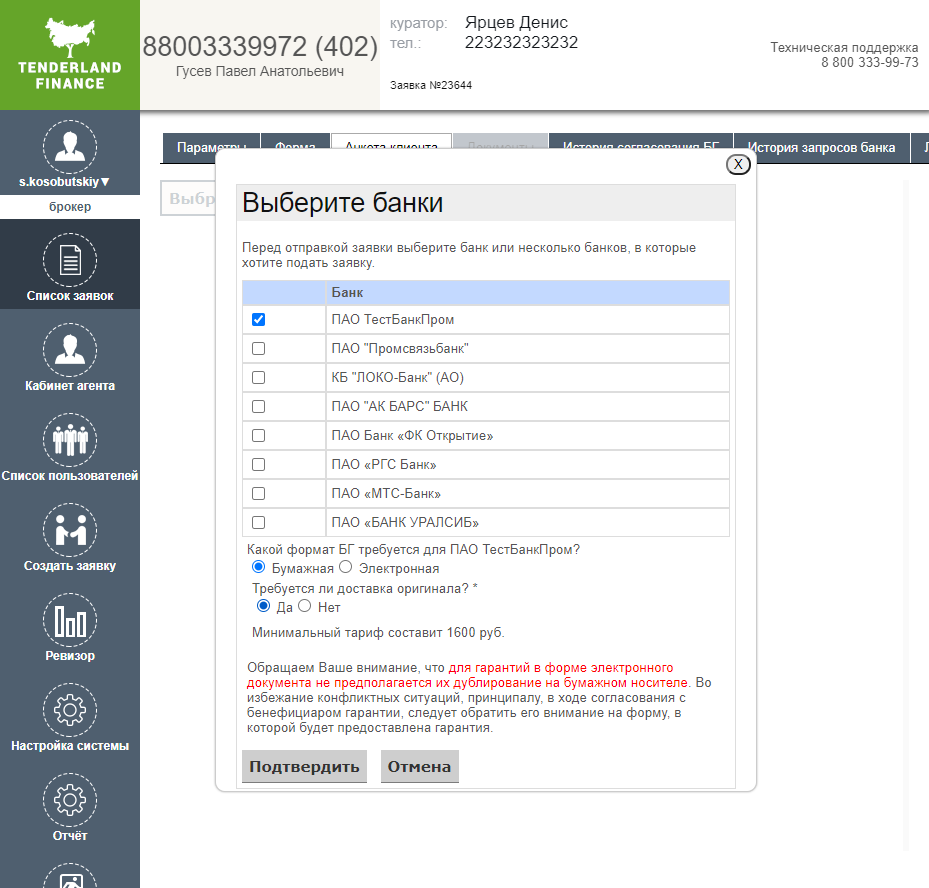 TENDERLAND
FINANCE
88003339972 (402)
Гусев Павел Анатольевич
куратор: Ярцев Денис
тел.: 223232323232
Заявка №23644
Техническая поддержка
8 800 333-99-73
s.kosobutskiy▼
брокер
Список заявок
Кабинет агента
Список пользователей
Создать заявку
Ревизор
Настройка системы
Отчёт
Параметры Форма Анкета клиента Документы История согласования БГ История запросов банка
Выбр
X
Выберите банки
Перед отправкой заявки выберите банк или несколько банков, в которые
хотите подать заявку.
Банк
ПАО ТестБанкПром
ПАО "Промсвязьбанк"
КБ "ЛОКО-Банк" (АО)
ПАО "АК БАРС" БАНК
ПАО Банк «ФК Открытие»
ПАО «РГС Банк»
ПАО «МТС-Банк»
ПАО «БАНК УРАЛСИБ»
Какой формат БГ требуется для ПАО ТестБанкПром?
Бумажная Электронная
Требуется ли доставка оригинала? *
Да Нет
Минимальный тариф составит 1600 руб.
Обращаем Ваше внимание, что для гарантий в форме электронного
документа не предполагается их дублирование на бумажном носителе. Во
избежание конфликтных ситуаций, принципалу, в ходе согласования с
бенефициаром гарантии, следует обратить его внимание на форму, в
которой будет предоставлена гарантия.
Подтвердить Отмена